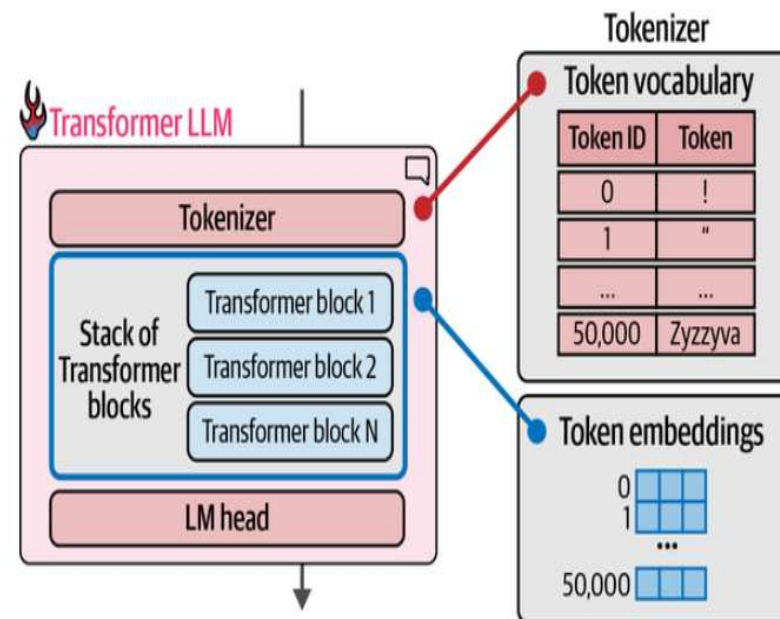 Transformer LLM
Tokenizer
Stack of
Transformer
blocks
Transformer block 1
Transformer block 2
Transformer block N
LM head
Tokenizer
Token vocabulary
Token ID Token
0 !
1 “
... ...
50,000 Zyzzyva
Token embeddings
0
1
...
50,000